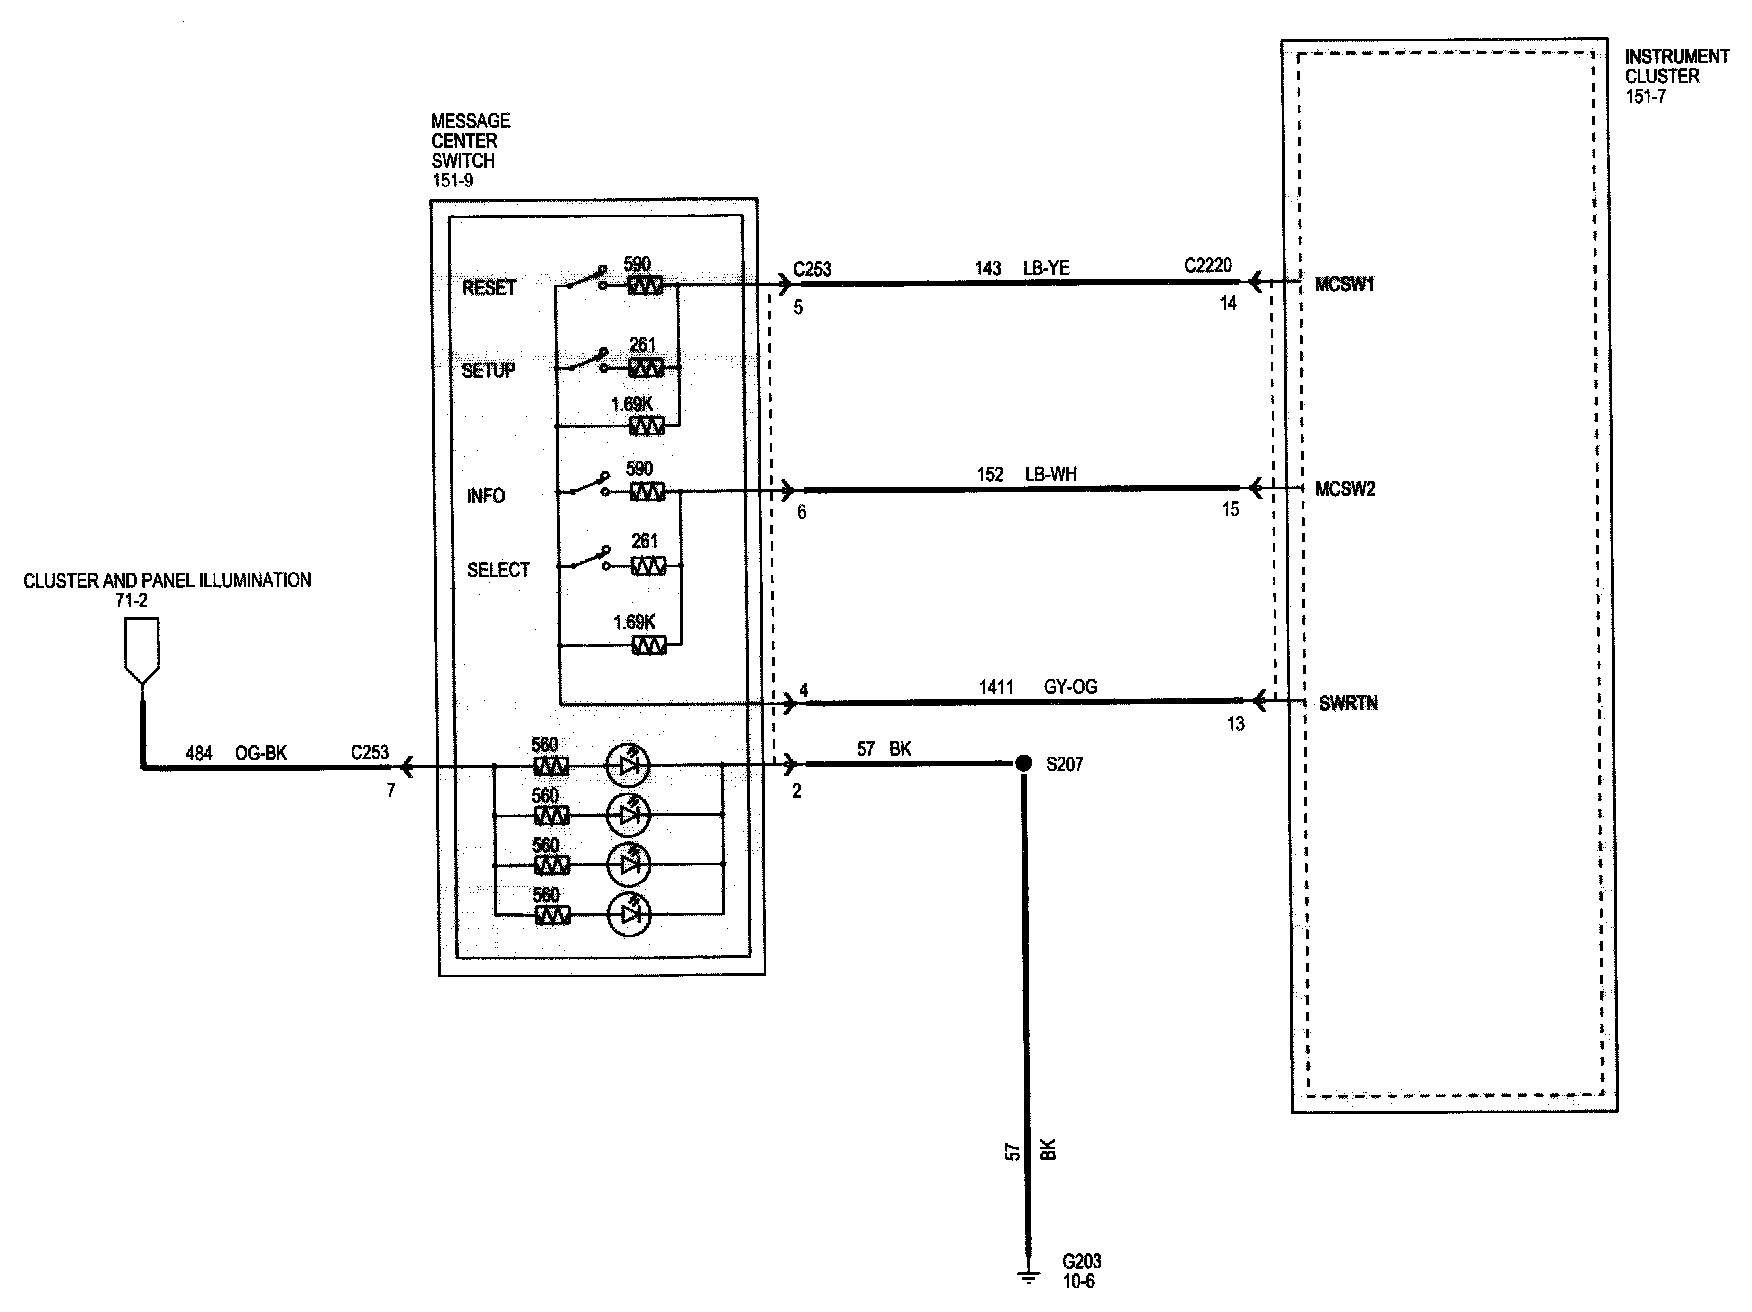 INSTRUMENT
CLUSTER
151-7
MESSAGE
CENTER
SWITCH
151-9
RESET
590
C253
5
143 LB-YE
C2220
14
MCSW1
SETUP
261
1.69K
INFO
590
6
152 LB-WH
15
MCSW2
SELECT
261
1.69K
CLUSTER AND PANEL ILLUMINATION
71-2
4
1411 GY-OG
13
SWRTN
484 OG-BK
C253
7
560
2
57 BK
S207
560
560
560
57
BK
G203
10-6